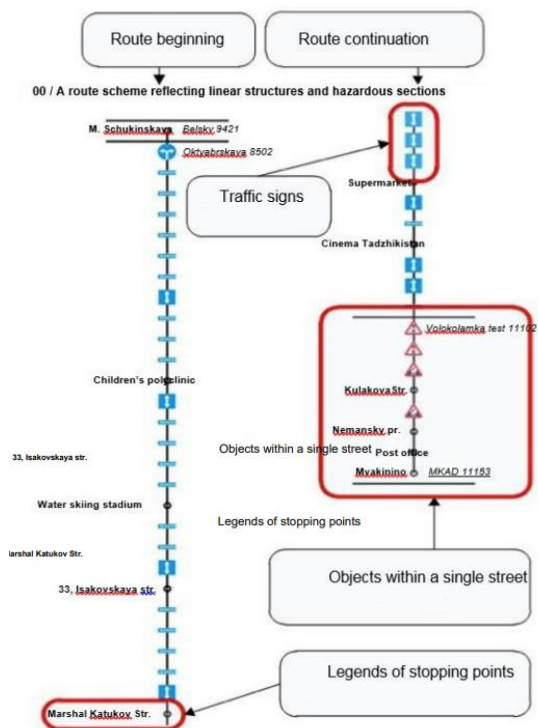 Route beginning
Route continuation
00 / A route scheme reflecting linear structures and hazardous sections
M. Schukinskaya Belsky 9421
Oktyabrskaya 8502
Traffic signs
Supermarket
Cinema Tadzhikistan
Volokolamka test 11102
Children's polyclinic
Kulakova Str.
Nemansky pr.
Objects within a single street
Post office
33, Isakovskaya str.
Myakinino MKAD 11153
Water skiing stadium
Legends of stopping points
Marshal Katukov Str.
33, Isakovskaya str.
Objects within a single street
Legends of stopping points
Marshal Katukov Str.